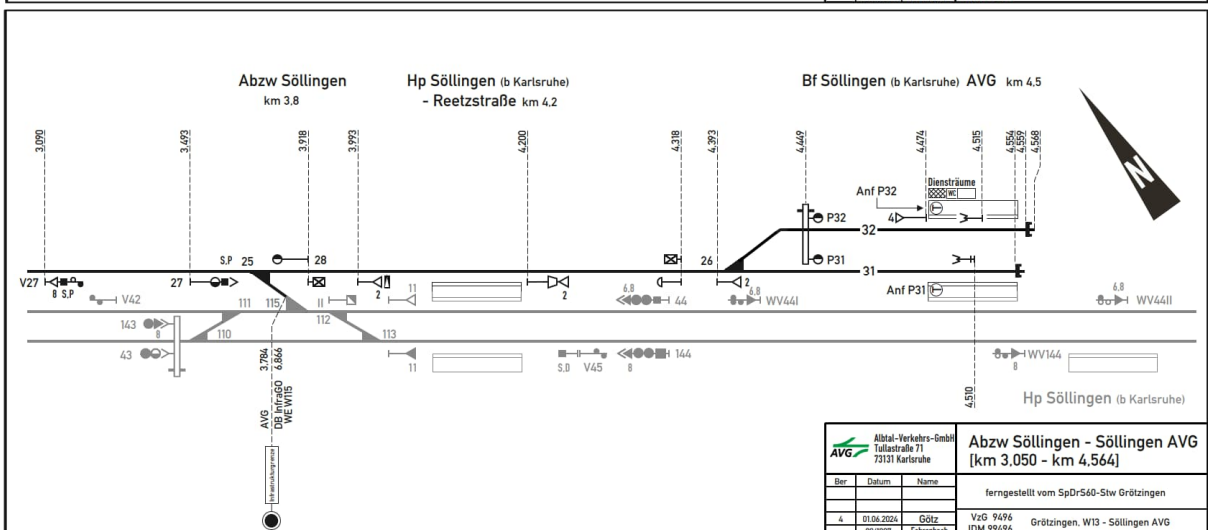 Abzw Söllingen
km 3,8
Hp Söllingen (b Karlsruhe)
- Reetzstraße km 4,2
Bf Söllingen (b Karlsruhe) AVG km 4,5
3,090
3,493
3,918
3,993
4,200
4,318
4,393
4,449
4,474
4,515
4,554
4,559
4,568
N
Diensträume
WC
Anf P32
4
P32
32
S,P 25
28
26
P31
31
V27
8 S,P
27
2
2
2
Anf P31
V42
111
115
II
11
6,8
44
6,8
WV44I
6,8
WV44II
143
8
110
112
113
43
11
S,D V45
8
144
WV144
8
3,784
6,866
AVG
DB InfraGO
WE W115
Infrastrukturgrenze
4,510
Hp Söllingen (b Karlsruhe)
AVG
Albtal-Verkehrs-GmbH
Tullastraße 71
73131 Karlsruhe
Abzw Söllingen - Söllingen AVG
[km 3,050 - km 4,564]
Ber Datum Name
ferngestellt vom SpDrS60-Stw Grötzingen
4 01.06.2024 Götz
VzG 9496
Grötzingen, W13 - Söllingen AVG